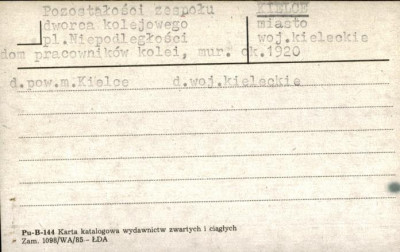 Pozostałości zespołu KIELCE
dworca kolejowego miasto
pl.Niepodległości woj.kieleckie
dom pracowników kolei, mur. ok.1920
d.pow.m.Kielce d.woj.kieleckie
Pu-B-144 Karta katalogowa wydawnictw zwartych i ciągłych
Zam. 1098/WA/85 - ŁDA